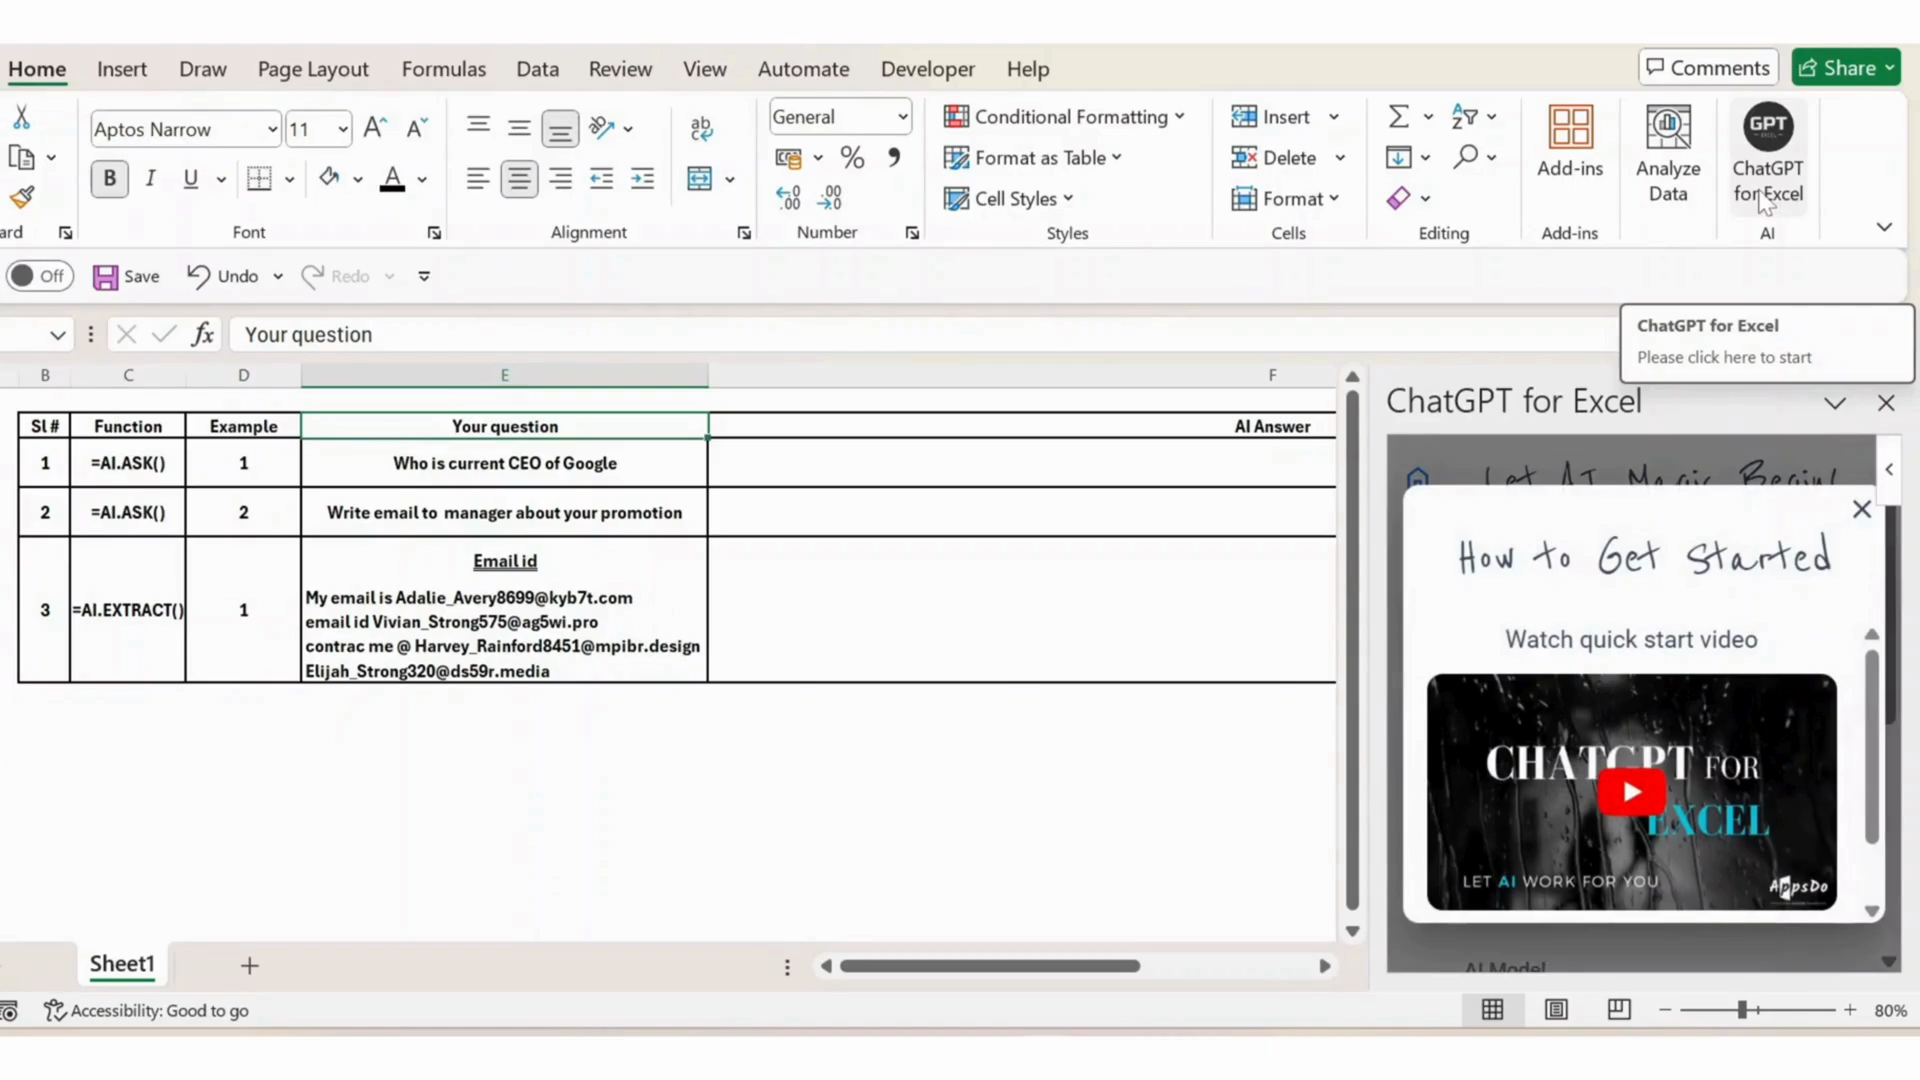 Home Insert Draw Page Layout Formulas Data Review View Automate Developer Help Comments Share
Aptos Narrow 11 General Conditional Formatting Insert
B I U Format as Table Delete Add-ins Analyze Data GPT ChatGPT for Excel
Cell Styles Format
ard Font Alignment Number Styles Cells Editing Add-ins AI
Off Save Undo Redo
fx Your question
ChatGPT for Excel
Please click here to start
B C D E F
ChatGPT for Excel
Sl # Function Example Your question AI Answer
1 =AI.ASK() 1 Who is current CEO of Google
2 =AI.ASK() 2 Write email to manager about your promotion
3 =AI.EXTRACT() 1 Email id
My email is Adalie_Avery8699@kyb7t.com
email id Vivian_Strong575@ag5wi.pro
contrac me @ Harvey_Rainford8451@mpibr.design
Elijah_Strong320@ds59r.media
Let AI Magic Begin!
How to Get Started
Watch quick start video
CHATGPT FOR
EXCEL
LET AI WORK FOR YOU
AppsDo
AI Model
Sheet1
Accessibility: Good to go
80%